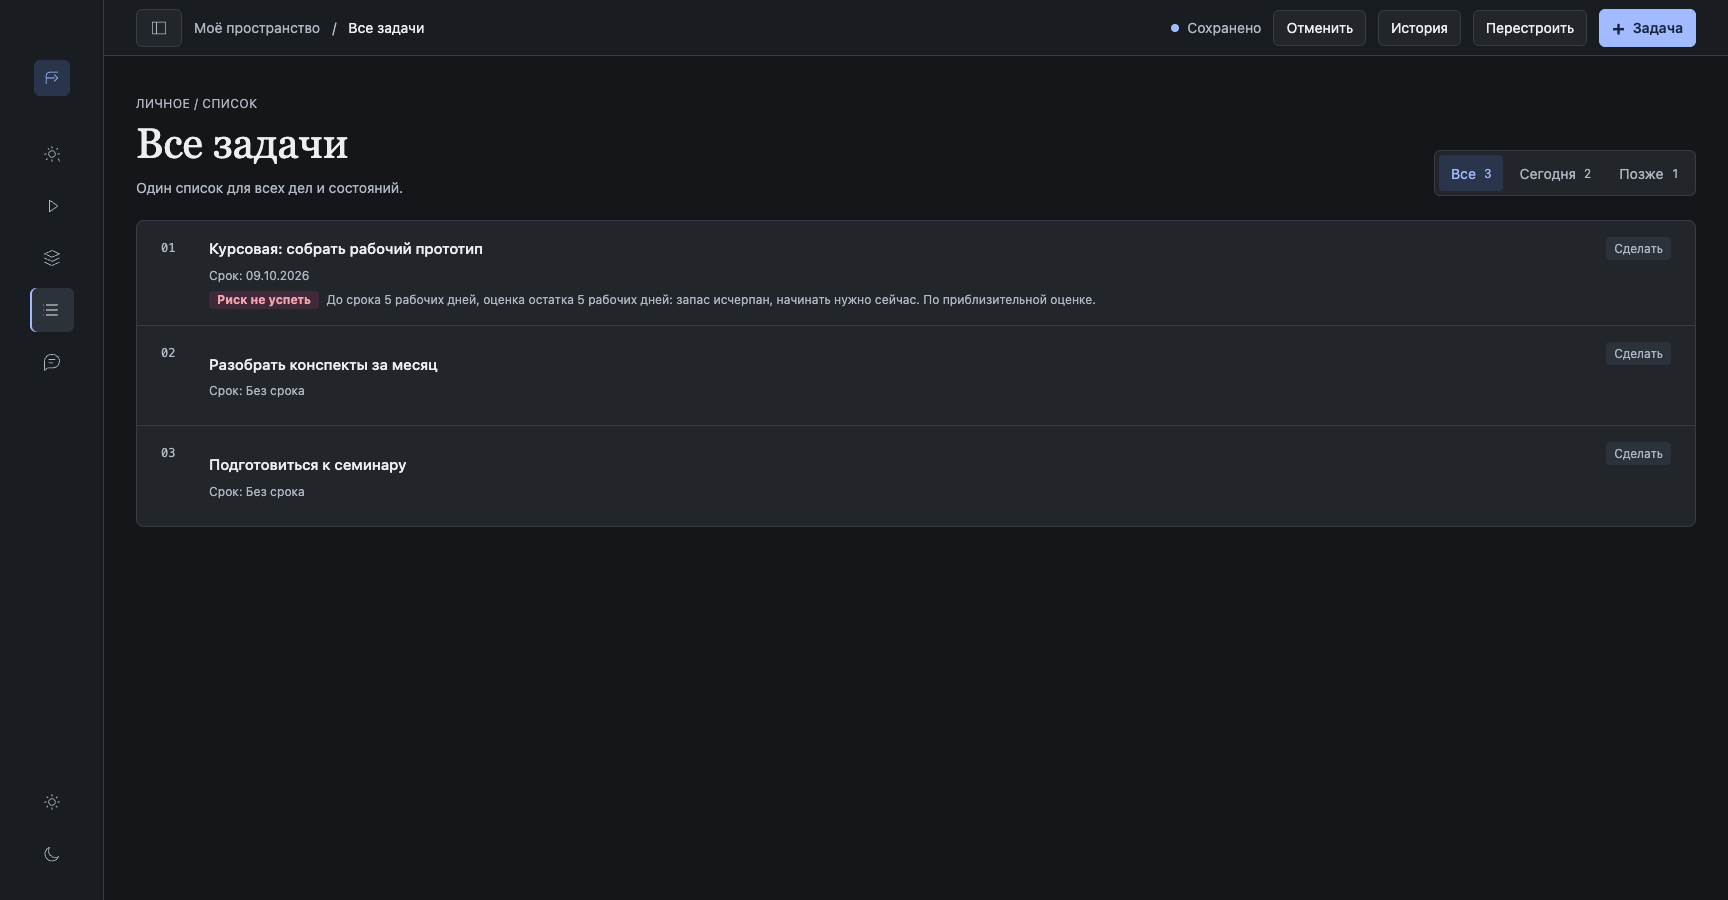 Моё пространство / Все задачи
Сохранено
Отменить
История
Перестроить
+ Задача
ЛИЧНОЕ / СПИСОК
Все задачи
Один список для всех дел и состояний.
Все 3
Сегодня 2
Позже 1
01
Курсовая: собрать рабочий прототип
Сделать
Срок: 09.10.2026
Риск не успеть До срока 5 рабочих дней, оценка остатка 5 рабочих дней: запас исчерпан, начинать нужно сейчас. По приблизительной оценке.
02
Разобрать конспекты за месяц
Сделать
Срок: Без срока
03
Подготовиться к семинару
Сделать
Срок: Без срока